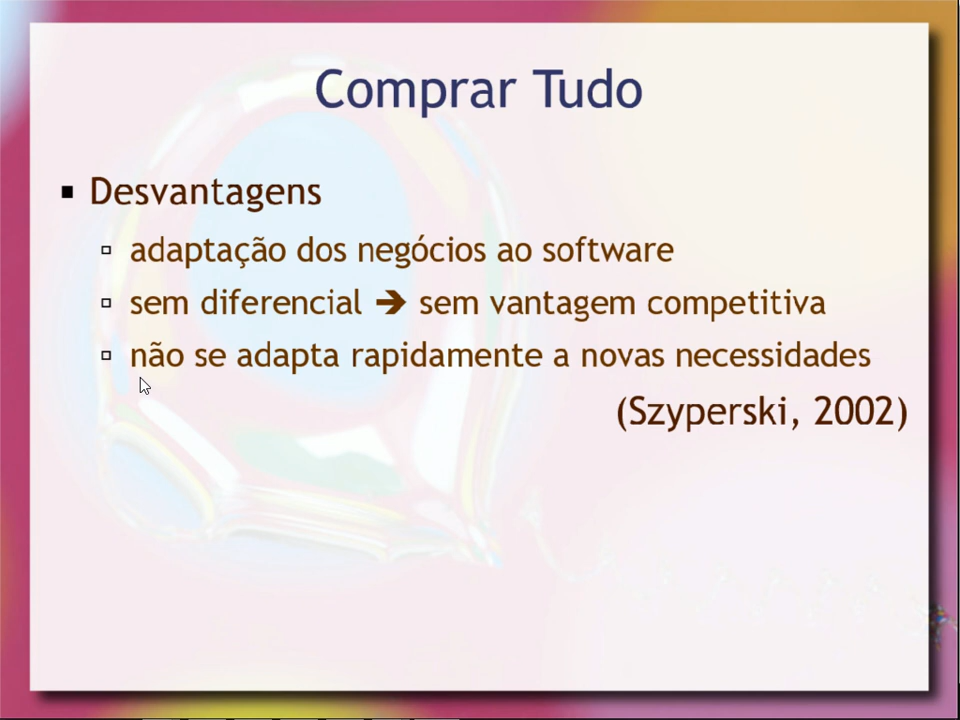 Comprar Tudo
Desvantagens
adaptação dos negócios ao software
sem diferencial ➔ sem vantagem competitiva
não se adapta rapidamente a novas necessidades
(Szyperski, 2002)